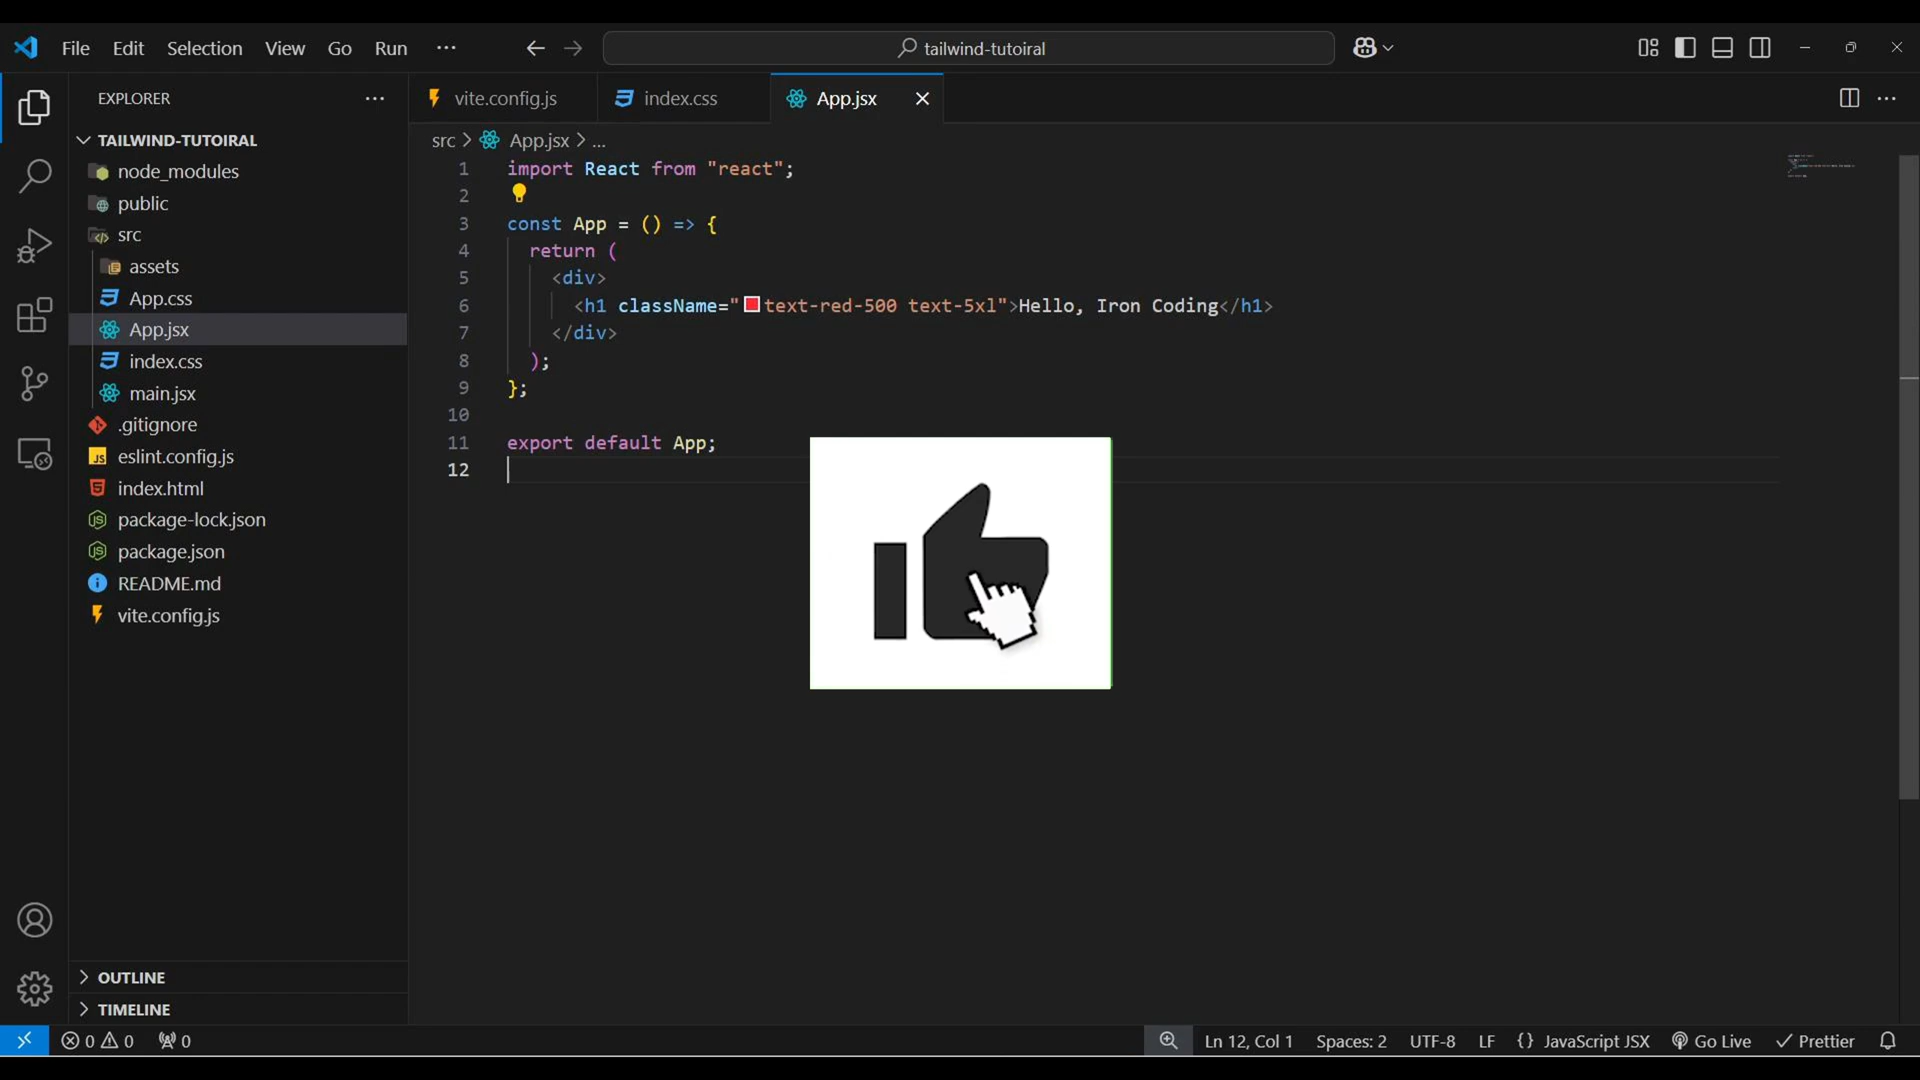 File Edit Selection View Go Run ...
tailwind-tutoiral
EXPLORER
TAILWIND-TUTOIRAL
node_modules
public
src
assets
App.css
App.jsx
index.css
main.jsx
.gitignore
eslint.config.js
index.html
package-lock.json
package.json
README.md
vite.config.js
OUTLINE
TIMELINE
vite.config.js index.css App.jsx
src > App.jsx > ...
1 import React from "react";
2
3 const App = () => {
4 return (
5 <div>
6 <h1 className="text-red-500 text-5xl">Hello, Iron Coding</h1>
7 </div>
8 );
9 };
10
11 export default App;
12
0 0 0
Ln 12, Col 1 Spaces: 2 UTF-8 LF {} JavaScript JSX Go Live Prettier